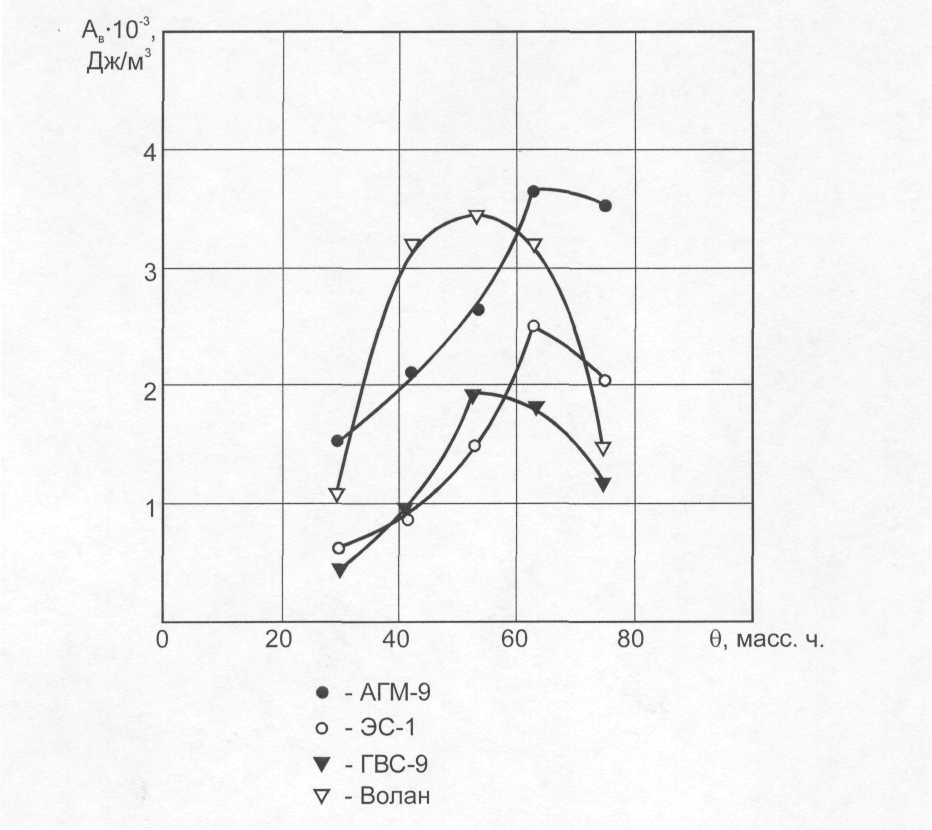 Aв·10-3,
Дж/м3
4
3
2
1
0 20 40 60 80 θ, масс. ч.
- АГМ-9
- ЭС-1
- ГВС-9
- Волан